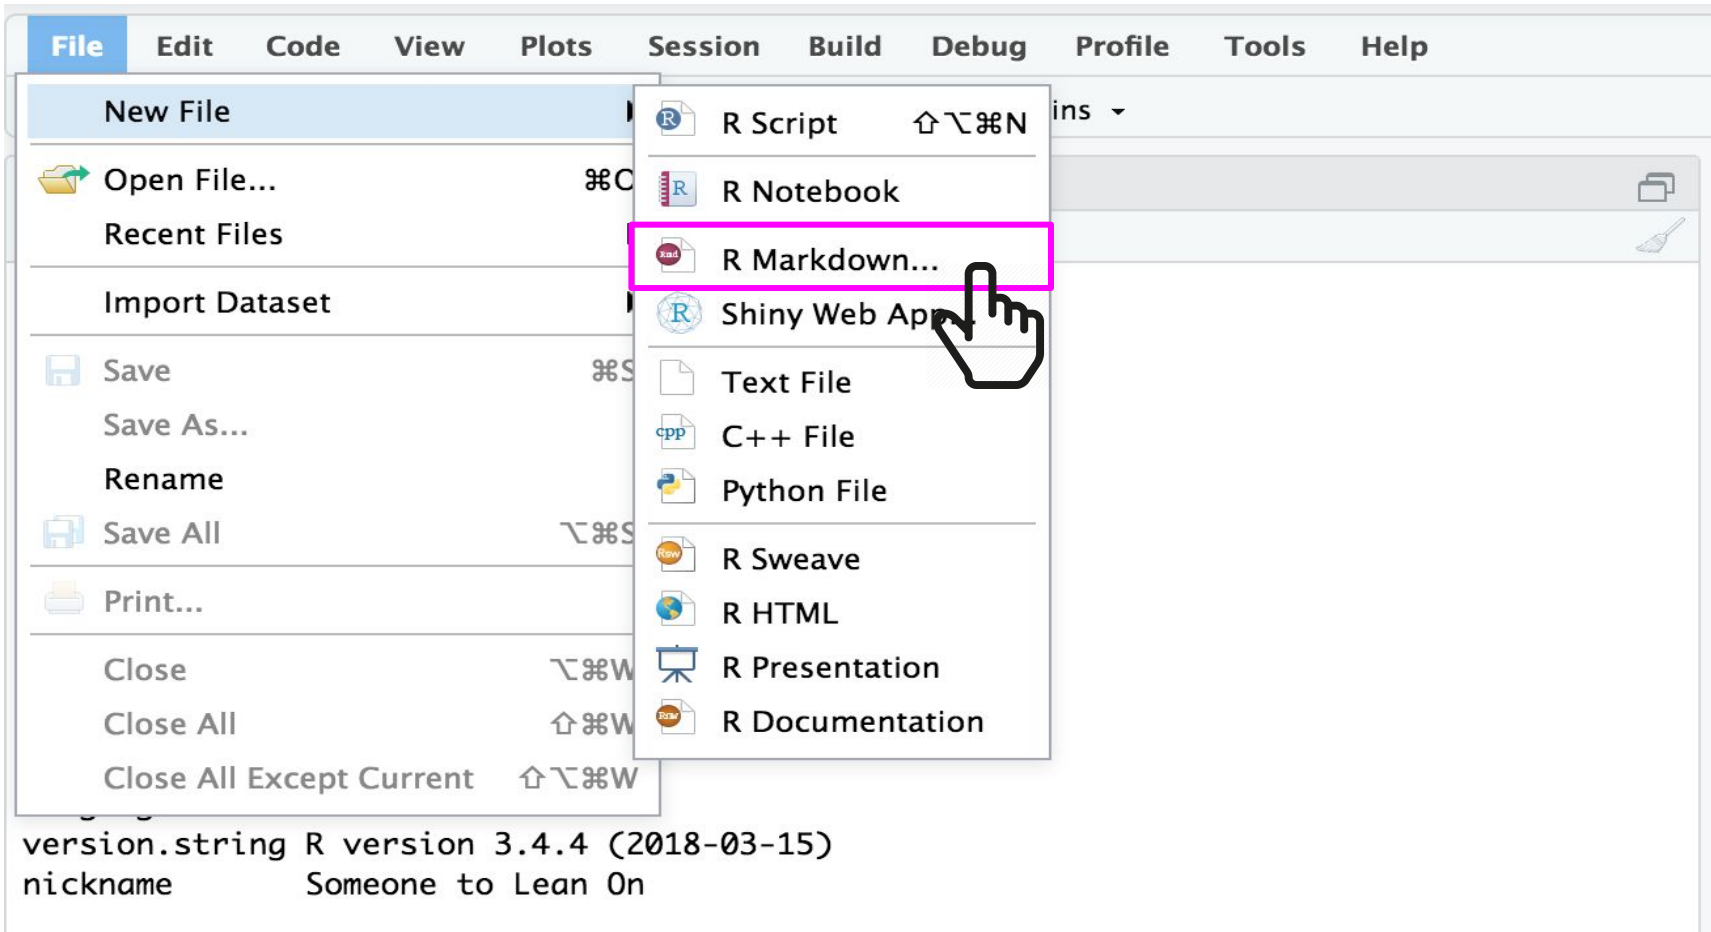 File Edit Code View Plots Session Build Debug Profile Tools Help
New File
Open File... ⌘O
Recent Files
Import Dataset
Save ⌘S
Save As...
Rename
Save All ⌥⌘S
Print...
Close ⌥⌘W
Close All ⇧⌘W
Close All Except Current ⇧⌥⌘W
ins
R Script ⇧⌥⌘N
R Notebook
R Markdown...
Shiny Web App...
Text File
cpp C++ File
Python File
R Sweave
R HTML
R Presentation
R Documentation
version.string R version 3.4.4 (2018-03-15)
nickname Someone to Lean On